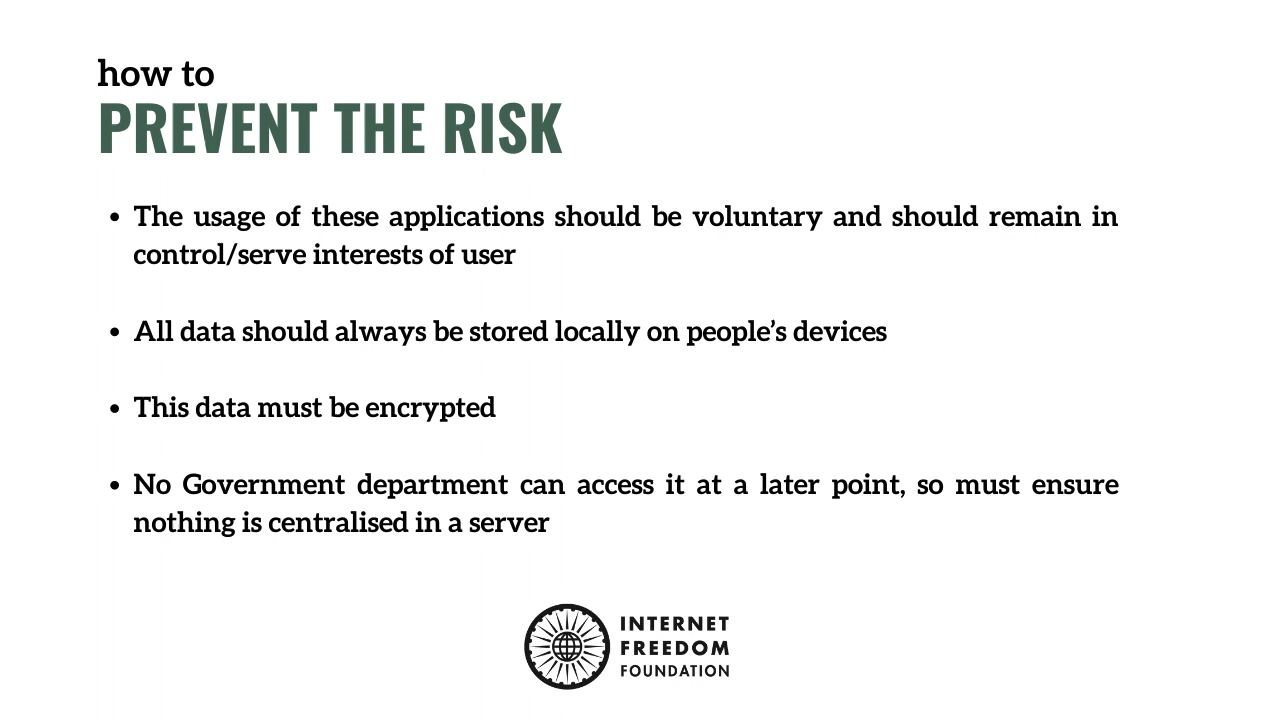 how to
PREVENT THE RISK
• The usage of these applications should be voluntary and should remain in
control/serve interests of user
• All data should always be stored locally on people’s devices
• This data must be encrypted
• No Government department can access it at a later point, so must ensure
nothing is centralised in a server
INTERNET
FREEDOM
FOUNDATION